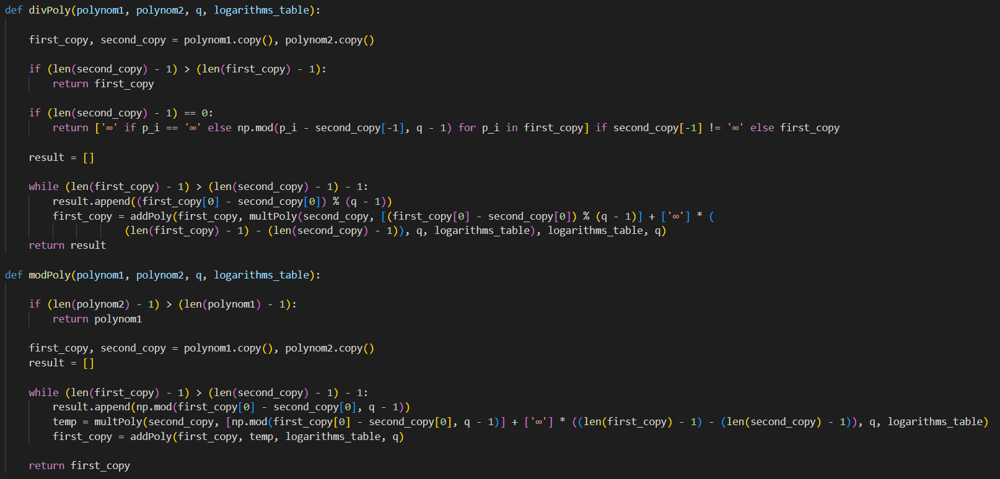 def divPoly(polynom1, polynom2, q, logarithms_table):
    first_copy, second_copy = polynom1.copy(), polynom2.copy()
    if (len(second_copy) - 1) > (len(first_copy) - 1):
        return first_copy
    if (len(second_copy) - 1) == 0:
        return ['∞' if p_i == '∞' else np.mod(p_i - second_copy[-1], q - 1) for p_i in first_copy] if second_copy[-1] != '∞' else first_copy
    result = []
    while (len(first_copy) - 1) > (len(second_copy) - 1) - 1:
        result.append((first_copy[0] - second_copy[0]) % (q - 1))
        first_copy = addPoly(first_copy, multPoly(second_copy, [(first_copy[0] - second_copy[0]) % (q - 1)] + ['∞'] * (
                    (len(first_copy) - 1) - (len(second_copy) - 1)), q, logarithms_table), logarithms_table, q)
    return result
def modPoly(polynom1, polynom2, q, logarithms_table):
    if (len(polynom2) - 1) > (len(polynom1) - 1):
        return polynom1
    first_copy, second_copy = polynom1.copy(), polynom2.copy()
    result = []
    while (len(first_copy) - 1) > (len(second_copy) - 1) - 1:
        result.append(np.mod(first_copy[0] - second_copy[0], q - 1))
        temp = multPoly(second_copy, [np.mod(first_copy[0] - second_copy[0], q - 1)] + ['∞'] * ((len(first_copy) - 1) - (len(second_copy) - 1)), q, logarithms_table)
        first_copy = addPoly(first_copy, temp, logarithms_table, q)
    return first_copy